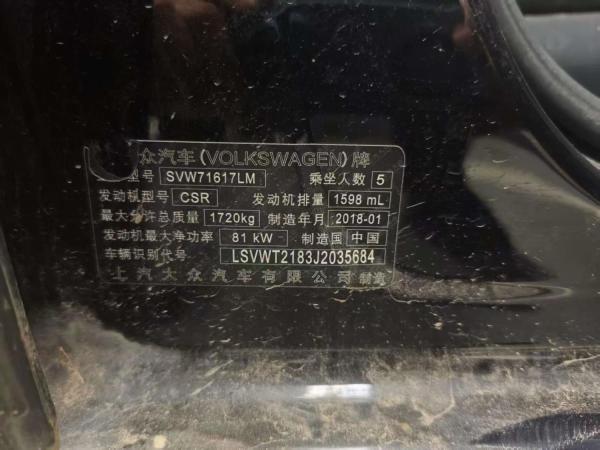 众汽车(VOLKSWAGEN)牌
型号 SVW71617LM 乘坐人数 5
发动机型号 CSR 发动机排量 1598 mL
最大允许总质量 1720kg 制造年月 2018-01
发动机最大净功率 81 kW 制造国 中国
车辆识别代号 LSVWT2183J2035684
上汽大众汽车有限公司 制造